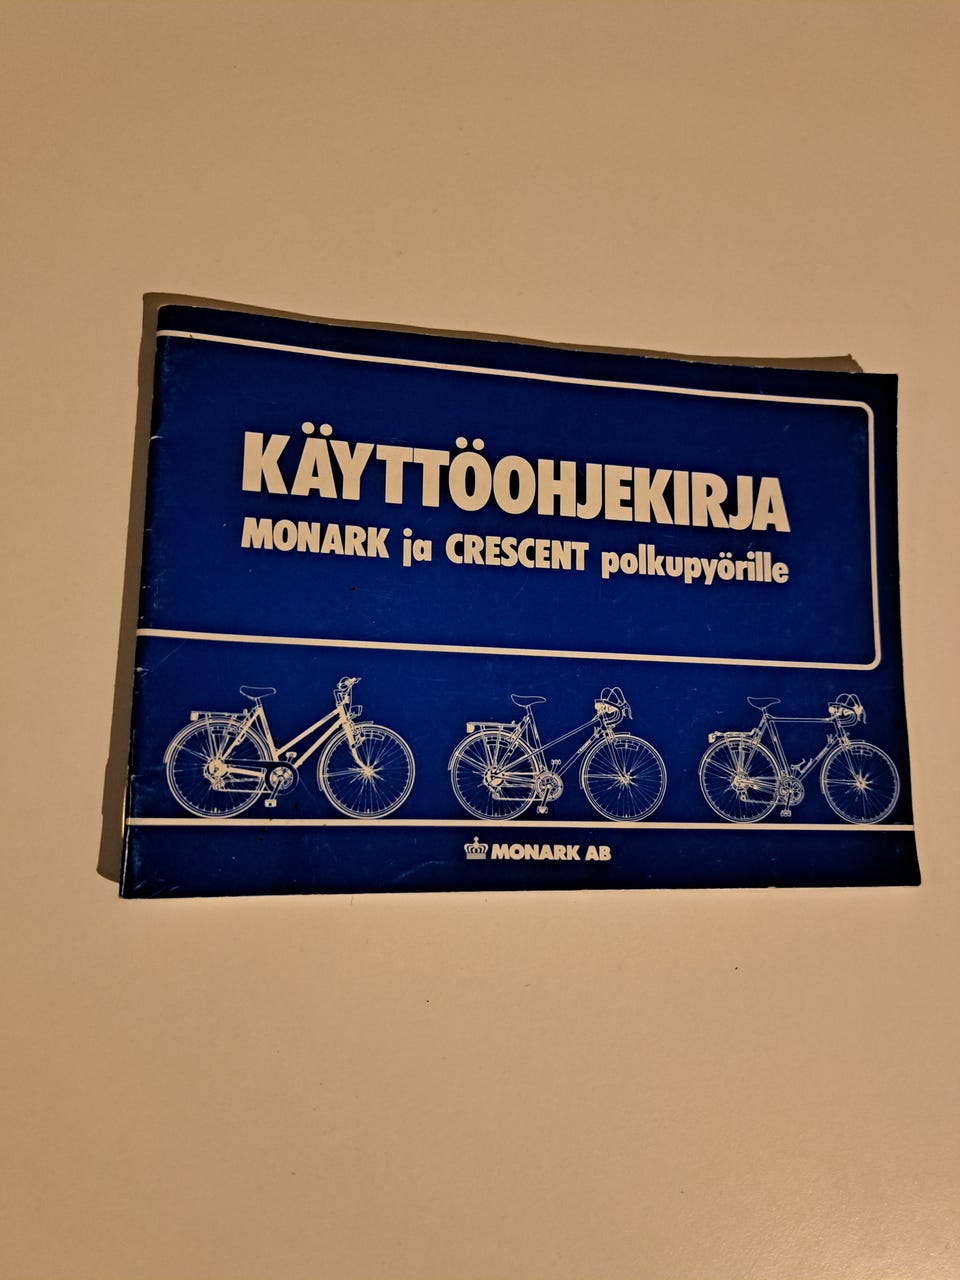 KÄYTTÖOHJEKIRJA
MONARK ja CRESCENT polkupyörille
MONARK AB